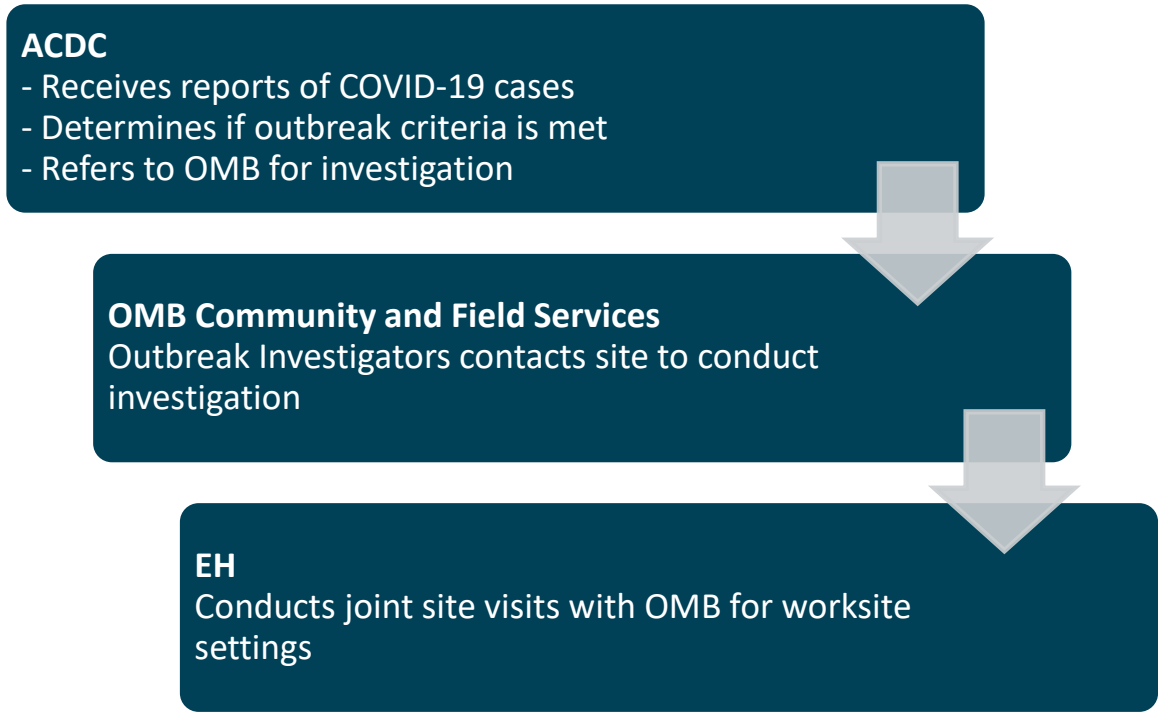 ACDC
- Receives reports of COVID-19 cases
- Determines if outbreak criteria is met
- Refers to OMB for investigation
OMB Community and Field Services
Outbreak Investigators contacts site to conduct
investigation
EH
Conducts joint site visits with OMB for worksite
settings